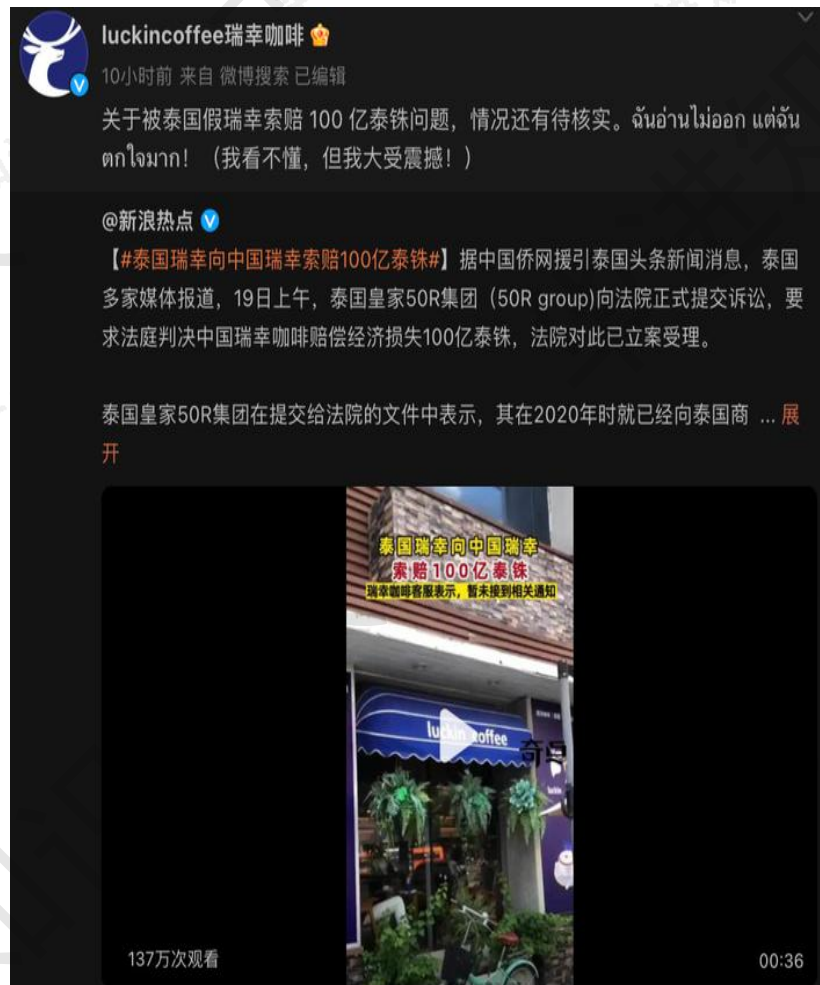 luckincoffee瑞幸咖啡
10小时前 来自 微博搜索 已编辑
关于被泰国假瑞幸索赔 100 亿泰铢问题，情况还有待核实。ฉันอ่านไม่ออก แต่ฉัน
ตกใจมาก！（我看不懂，但我大受震撼！）
@新浪热点
【#泰国瑞幸向中国瑞幸索赔100亿泰铢#】据中国侨网援引泰国头条新闻消息，泰国
多家媒体报道，19日上午，泰国皇家50R集团（50R group)向法院正式提交诉讼，要
求法庭判决中国瑞幸咖啡赔偿经济损失100亿泰铢，法院对此已立案受理。
泰国皇家50R集团在提交给法院的文件中表示，其在2020年时就已经向泰国商 ... 展
开
泰国瑞幸向中国瑞幸
索赔100亿泰铢
瑞幸咖啡客服表示，暂未接到相关通知
luckin coffee
137万次观看
00:36